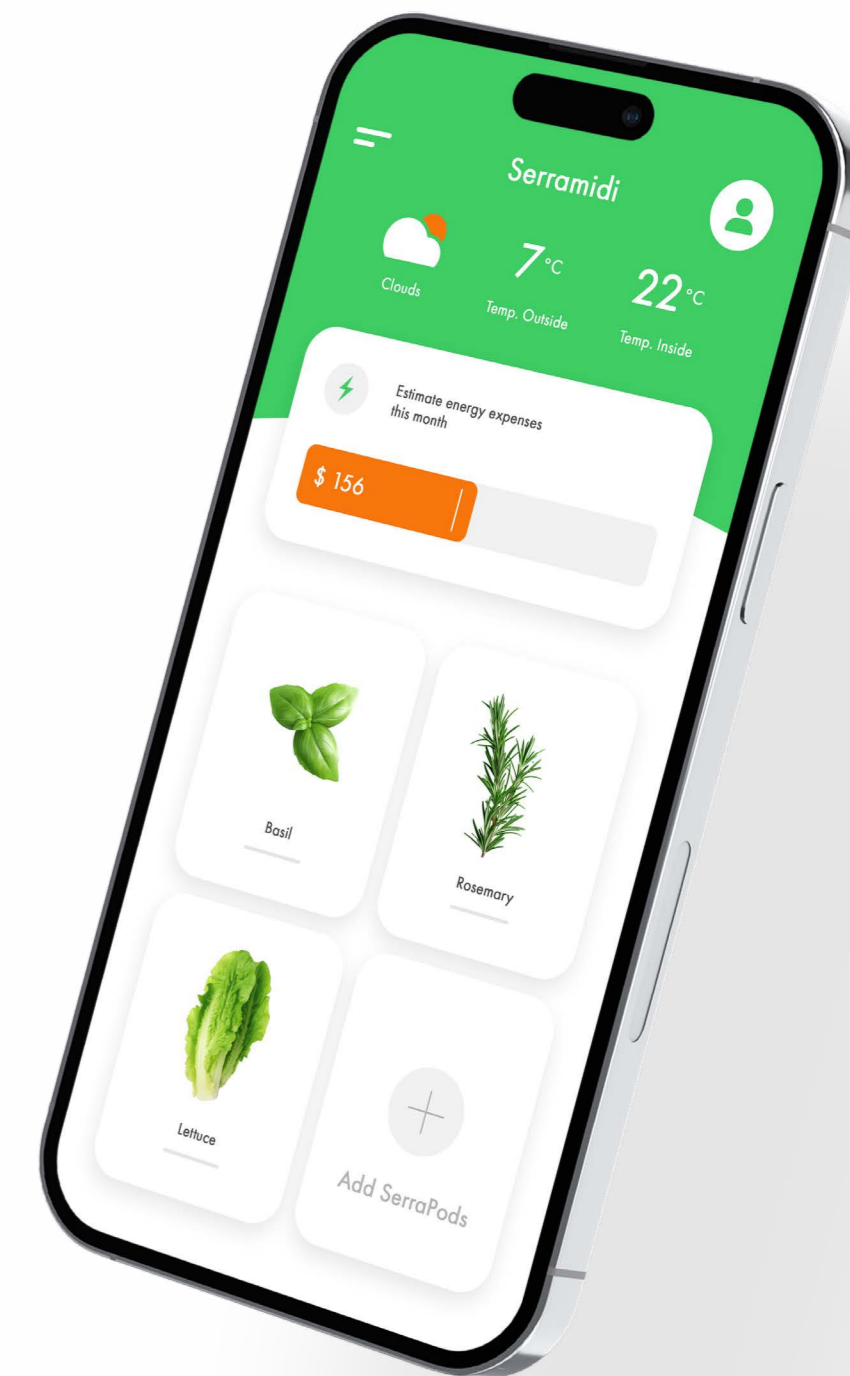 Serramidi
7°C
22°C
Clouds
Temp. Outside
Temp. Inside
Estimate energy expenses
this month
$ 156
Basil
Rosemary
Lettuce
Add SerraPods